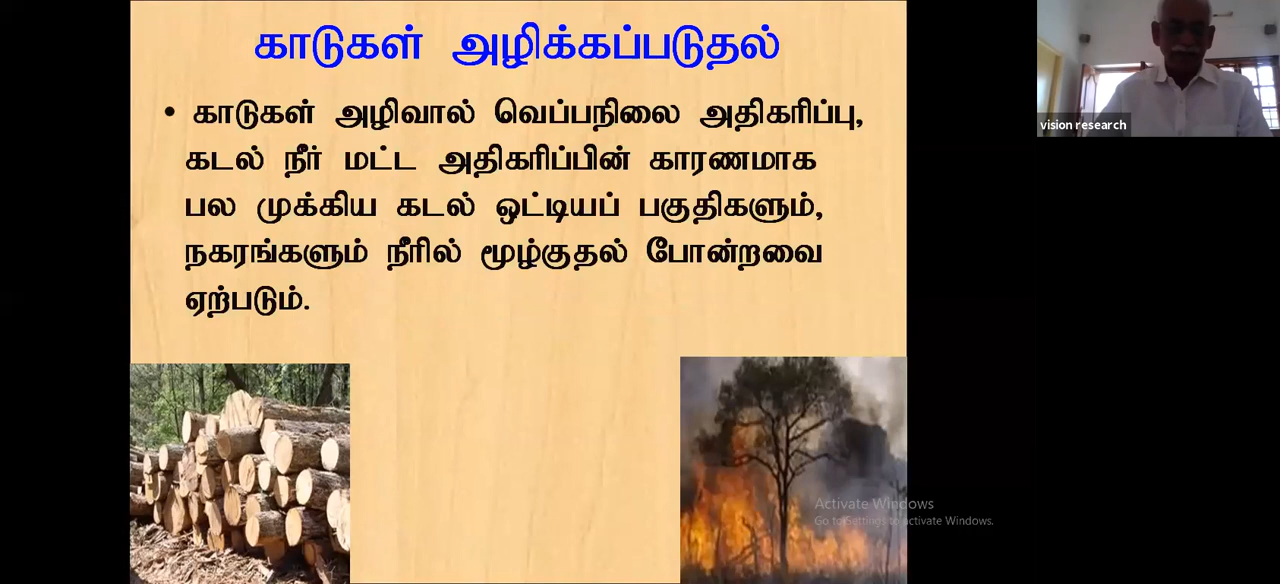 காடுகள் அழிக்கப்படுதல்
• காடுகள் அழிவால் வெப்பநிலை அதிகரிப்பு,
கடல் நீர் மட்ட அதிகரிப்பின் காரணமாக
பல முக்கிய கடல் ஒட்டியப் பகுதிகளும்,
நகரங்களும் நீரில் மூழ்குதல் போன்றவை
ஏற்படும்.
vision research
Activate Windows
Go to Settings to activate Windows.